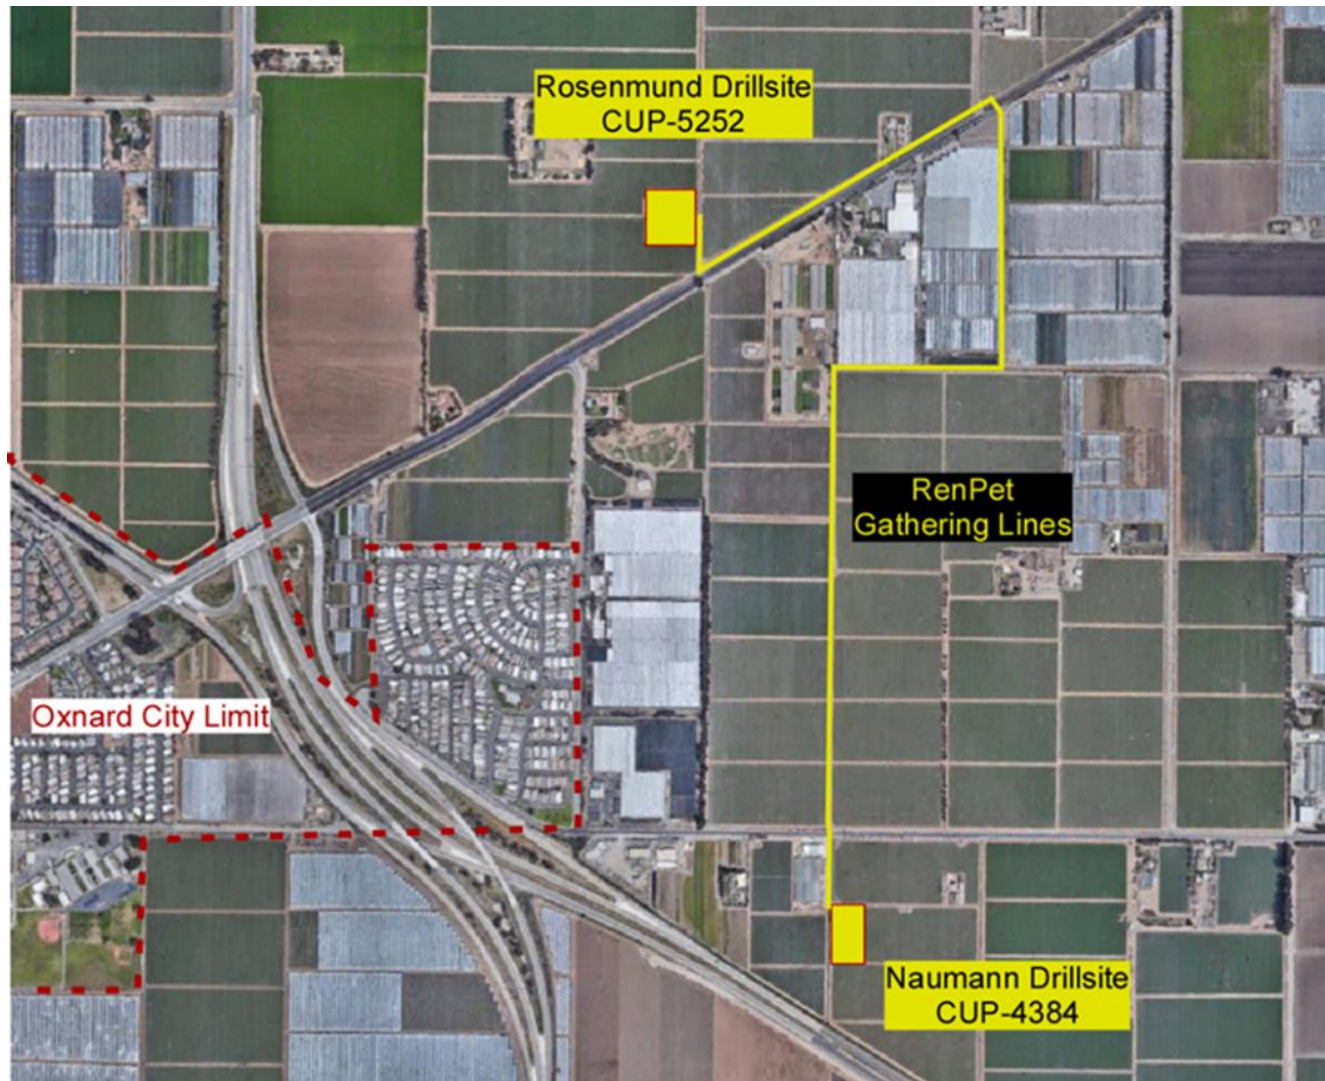 Rosenmund Drillsite
CUP-5252
RenPet
Gathering Lines
Oxnard City Limit
Naumann Drillsite
CUP-4384